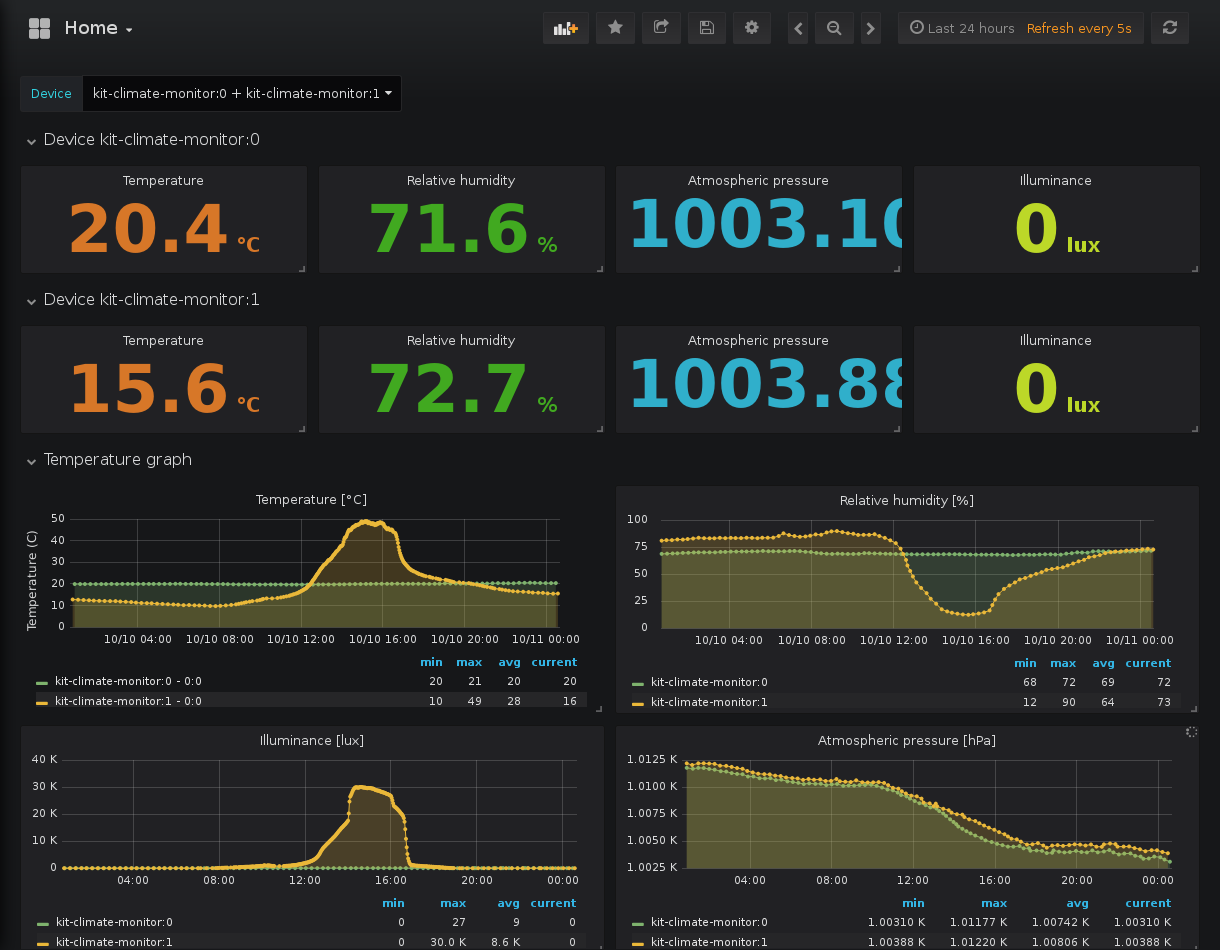 Home
Last 24 hours Refresh every 5s
Device kit-climate-monitor:0 + kit-climate-monitor:1
Device kit-climate-monitor:0
Temperature Relative humidity Atmospheric pressure Illuminance
20.4 °C 71.6 % 1003.10 0 lux
Device kit-climate-monitor:1
Temperature Relative humidity Atmospheric pressure Illuminance
15.6 °C 72.7 % 1003.88 0 lux
Temperature graph
Temperature [°C]
Temperature (C)
50
40
30
20
10
0
10/10 04:00 10/10 08:00 10/10 12:00 10/10 16:00 10/10 20:00 10/11 00:00
min max avg current
kit-climate-monitor:0 - 0:0 20 21 20 20
kit-climate-monitor:1 - 0:0 10 49 28 16
Relative humidity [%]
100
75
50
25
0
10/10 04:00 10/10 08:00 10/10 12:00 10/10 16:00 10/10 20:00 10/11 00:00
min max avg current
kit-climate-monitor:0 68 72 69 72
kit-climate-monitor:1 12 90 64 73
Illuminance [lux]
40 K
30 K
20 K
10 K
0
04:00 08:00 12:00 16:00 20:00 00:00
min max avg current
kit-climate-monitor:0 0 27 9 0
kit-climate-monitor:1 0 30.0 K 8.6 K 0
Atmospheric pressure [hPa]
1.0125 K
1.0100 K
1.0075 K
1.0050 K
1.0025 K
04:00 08:00 12:00 16:00 20:00 00:00
min max avg current
kit-climate-monitor:0 1.00310 K 1.01177 K 1.00742 K 1.00310 K
kit-climate-monitor:1 1.00388 K 1.01220 K 1.00806 K 1.00388 K